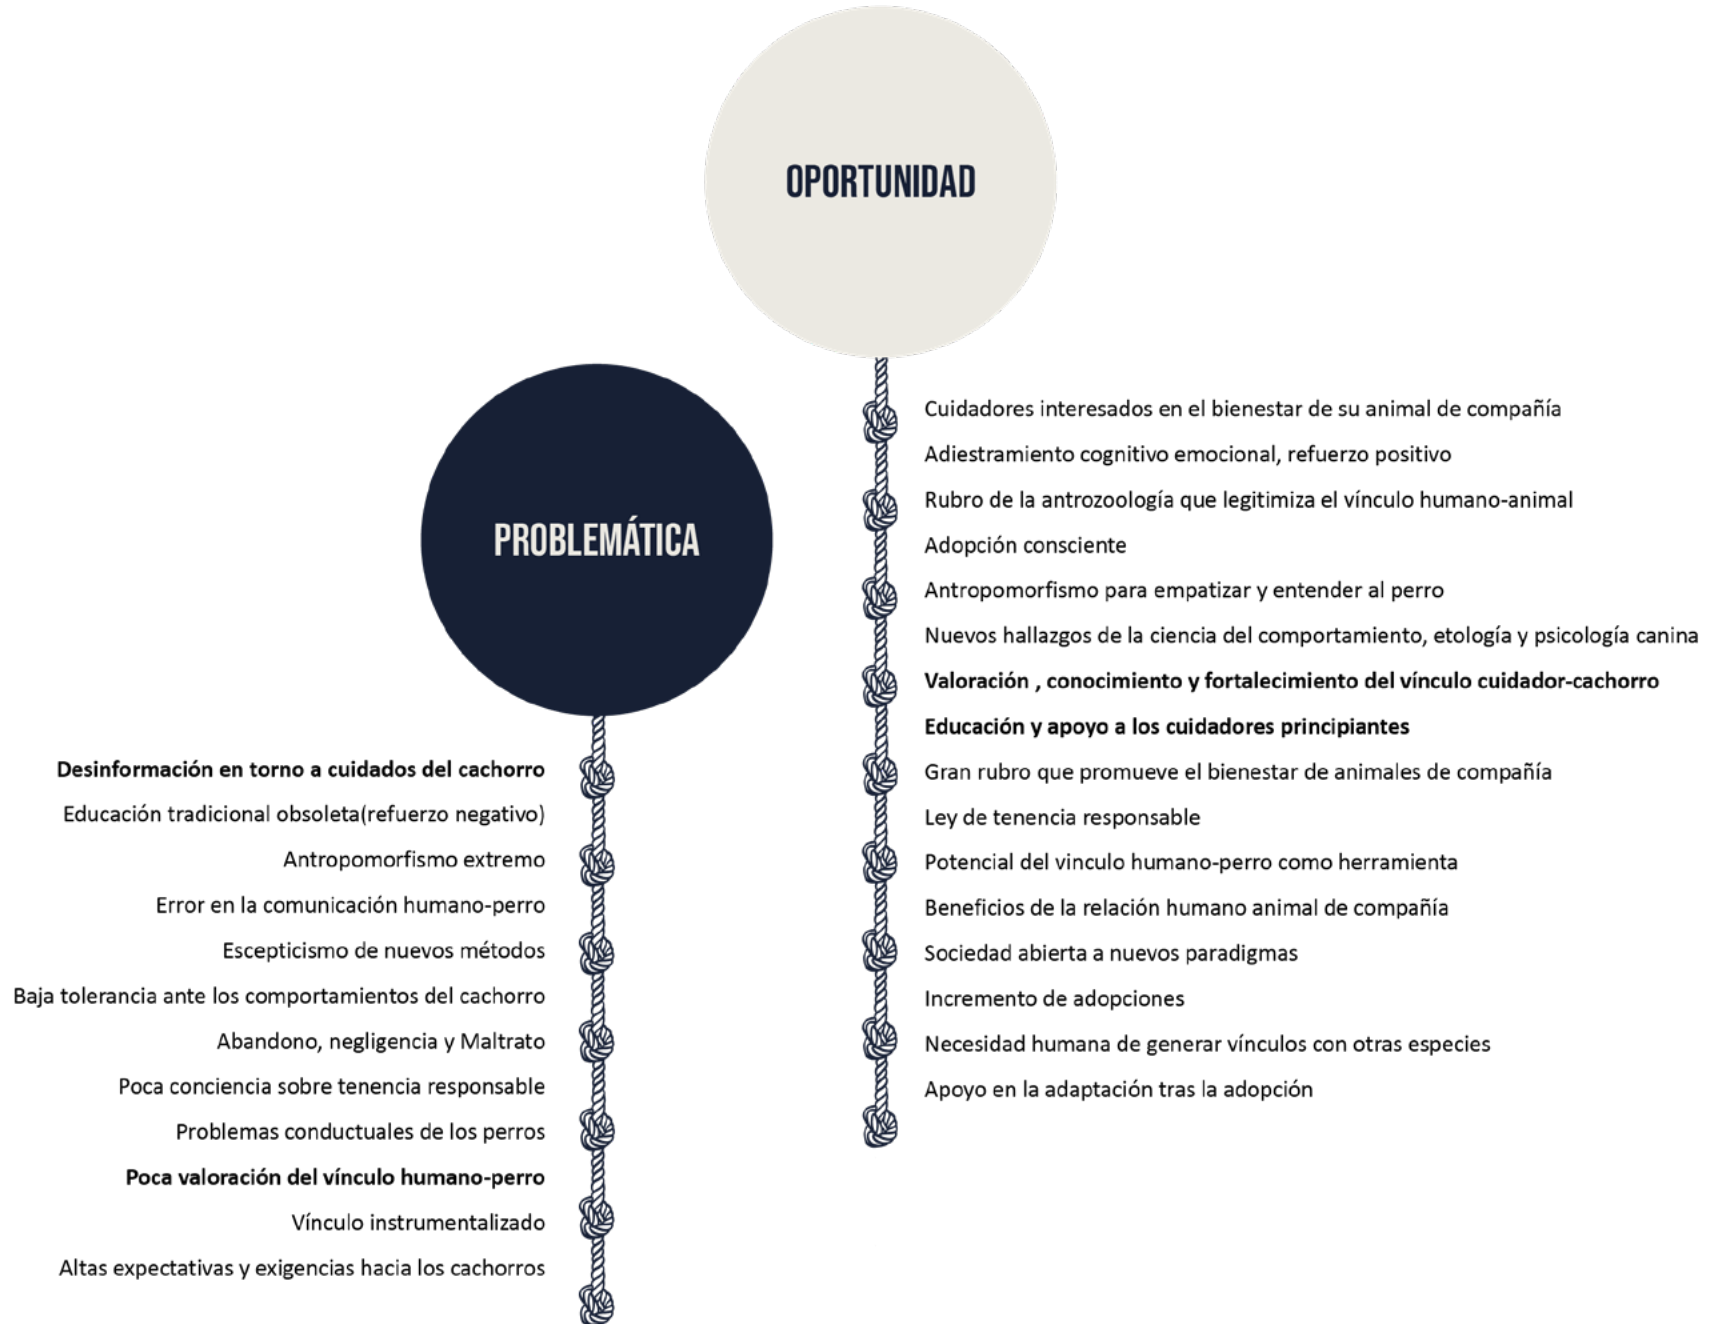 OPORTUNIDAD
Cuidadores interesados en el bienestar de su animal de compañía
Adiestramiento cognitivo emocional, refuerzo positivo
Rubro de la antrozoología que legitimiza el vínculo humano-animal
Adopción consciente
Antropomorfismo para empatizar y entender al perro
Nuevos hallazgos de la ciencia del comportamiento, etología y psicología canina
Valoración , conocimiento y fortalecimiento del vínculo cuidador-cachorro
Educación y apoyo a los cuidadores principiantes
Gran rubro que promueve el bienestar de animales de compañía
Ley de tenencia responsable
Potencial del vinculo humano-perro como herramienta
Beneficios de la relación humano animal de compañía
Sociedad abierta a nuevos paradigmas
Incremento de adopciones
Necesidad humana de generar vínculos con otras especies
Apoyo en la adaptación tras la adopción
PROBLEMÁTICA
Desinformación en torno a cuidados del cachorro
Educación tradicional obsoleta(refuerzo negativo)
Antropomorfismo extremo
Error en la comunicación humano-perro
Escepticismo de nuevos métodos
Baja tolerancia ante los comportamientos del cachorro
Abandono, negligencia y Maltrato
Poca conciencia sobre tenencia responsable
Problemas conductuales de los perros
Poca valoración del vínculo humano-perro
Vínculo instrumentalizado
Altas expectativas y exigencias hacia los cachorros